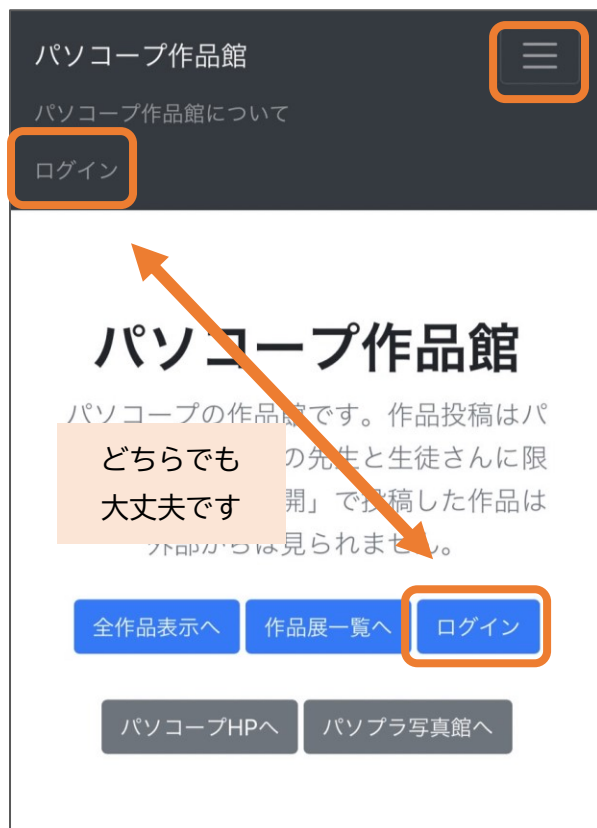 パソコープ作品館
パソコープ作品館について
ログイン
パソコープ作品館
パソコープの作品館です。作品投稿はパ
の先生と生徒さんに限
開」で投稿した作品は
外部からは見られません。
どちらでも
大丈夫です
全作品表示へ 作品展一覧へ ログイン
パソコープHPへ パソプラ写真館へ